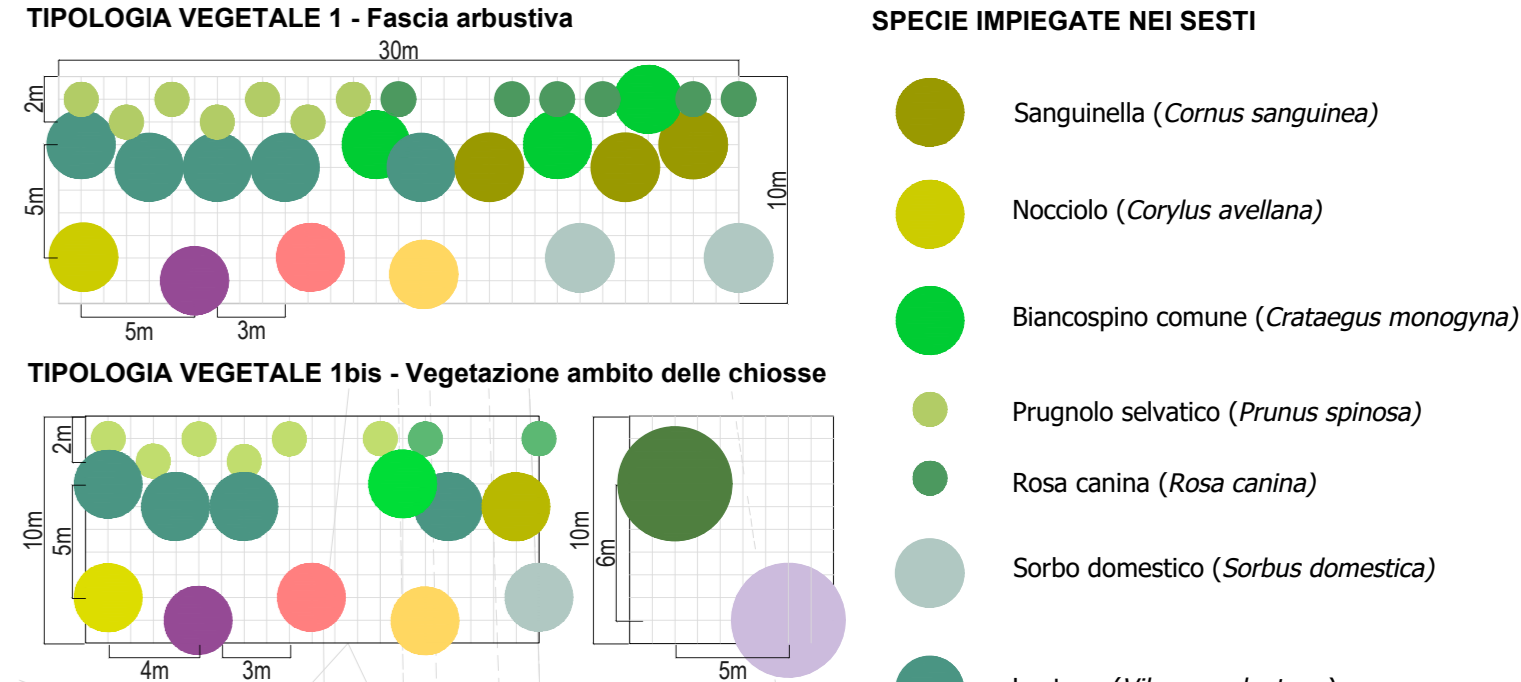 TIPOLOGIA VEGETALE 1 - Fascia arbustiva
30m
2m
5m
10m
5m
3m
TIPOLOGIA VEGETALE 1bis - Vegetazione ambito delle chiosse
10m
2m
5m
4m
3m
10m
6m
5m
SPECIE IMPIEGATE NEI SESTI
Sanguinella (Cornus sanguinea)
Nocciolo (Corylus avellana)
Biancospino comune (Crataegus monogyna)
Prugnolo selvatico (Prunus spinosa)
Rosa canina (Rosa canina)
Sorbo domestico (Sorbus domestica)